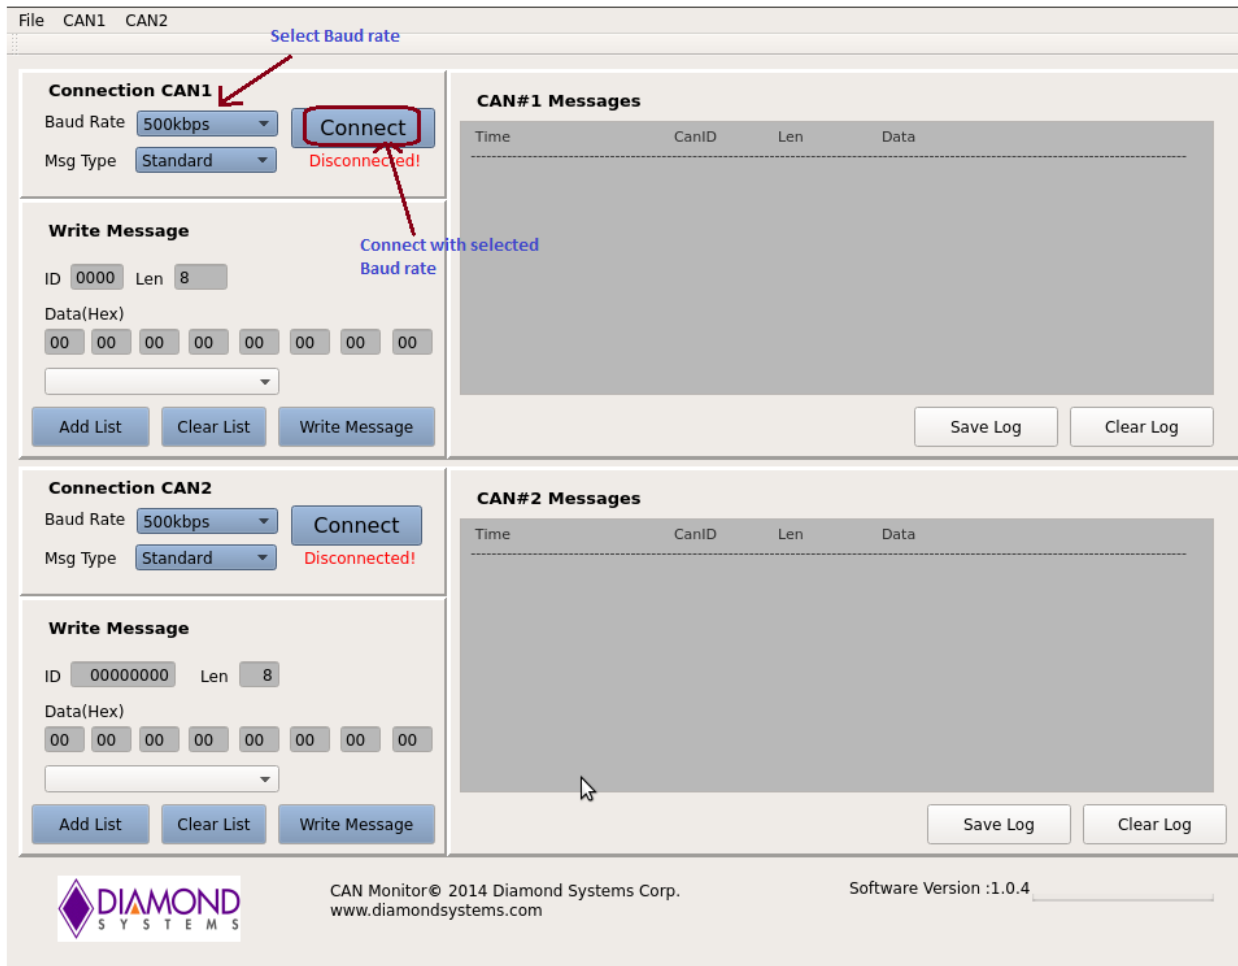 File CAN1 CAN2
Select Baud rate
Connection CAN1
Baud Rate 500kbps
Connect
Msg Type Standard
Disconnected!
CAN#1 Messages
Time CanID Len Data
Write Message
Connect with selected
Baud rate
ID 0000 Len 8
Data(Hex)
00 00 00 00 00 00 00 00
Add List Clear List Write Message
Save Log Clear Log
Connection CAN2
Baud Rate 500kbps
Connect
Msg Type Standard
Disconnected!
CAN#2 Messages
Time CanID Len Data
Write Message
ID 00000000 Len 8
Data(Hex)
00 00 00 00 00 00 00 00
Add List Clear List Write Message
Save Log Clear Log
DIAMOND
SYSTEMS
CAN Monitor© 2014 Diamond Systems Corp.
www.diamondsystems.com
Software Version :1.0.4